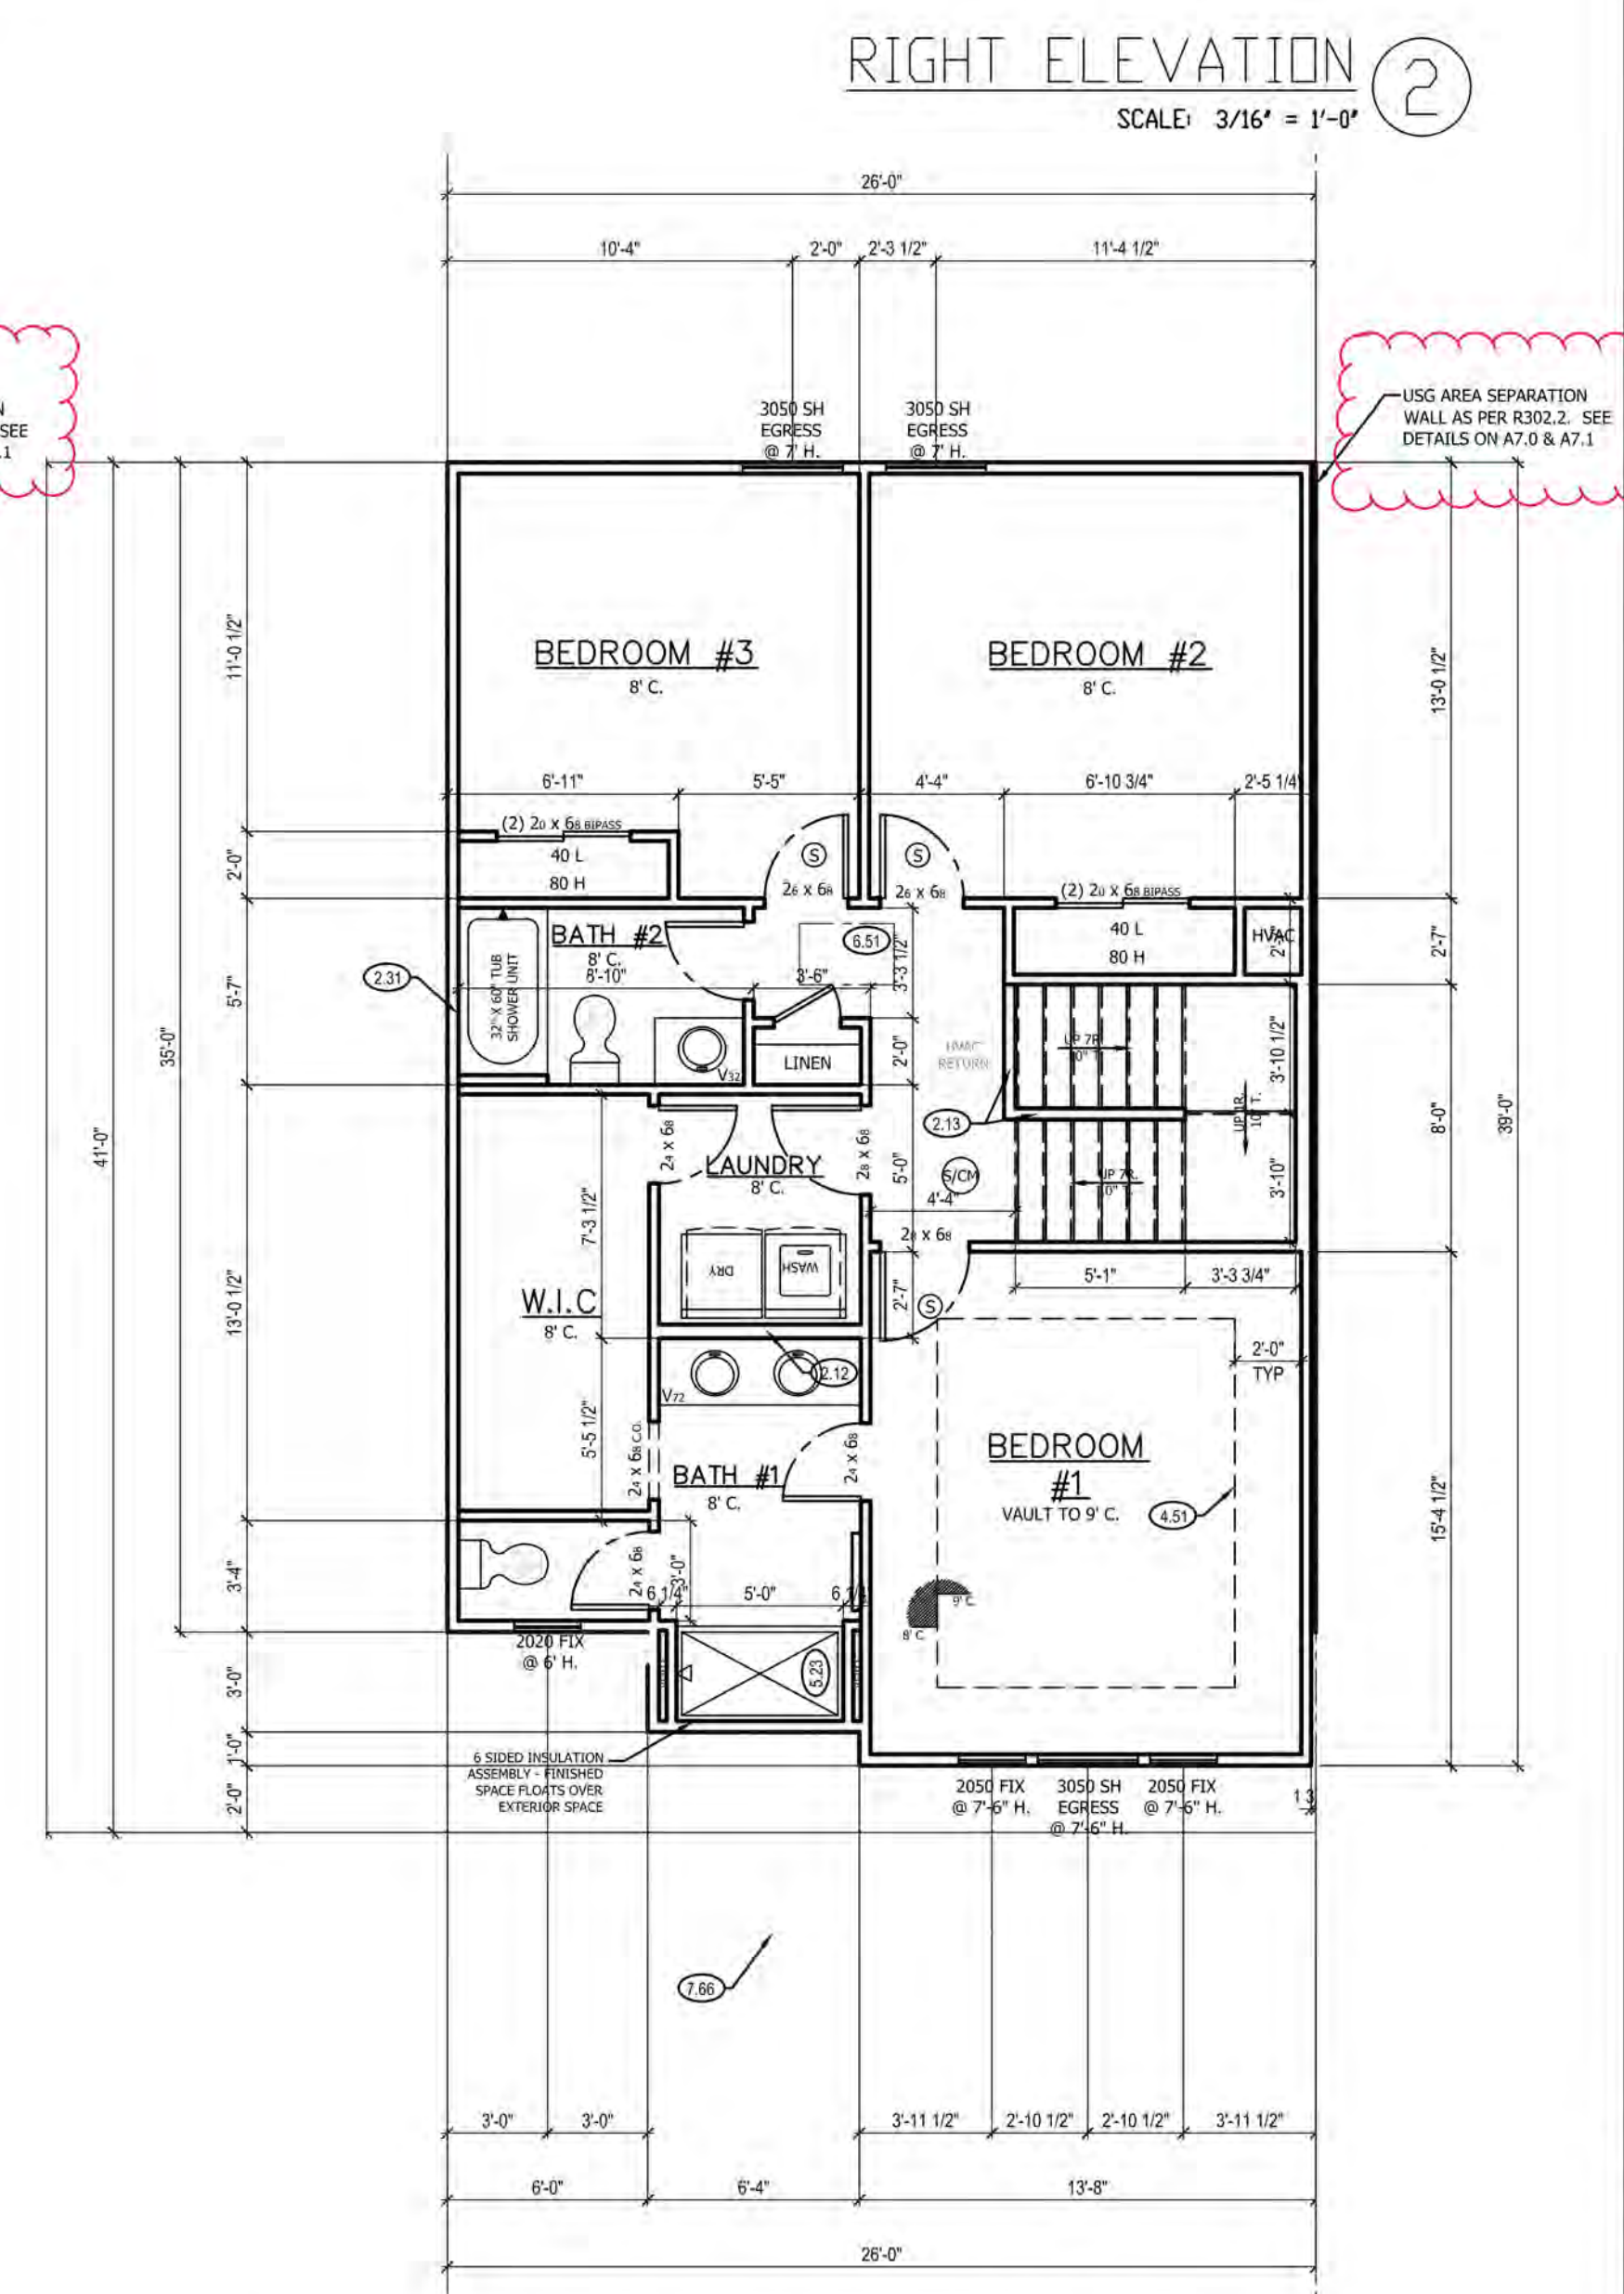 RIGHT ELEVATION 2
SCALE: 3/16" = 1'-0"
26'-0"
10'-4" 2'-0" 2'-3 1/2" 11'-4 1/2"
SEE
USG AREA SEPARATION
WALL AS PER R302.2. SEE
DETAILS ON A7.0 & A7.1
3050 SH
EGRESS
@ 7' H.
3050 SH
EGRESS
@ 7' H.
11'-0 1/2"
BEDROOM #3
8' C.
BEDROOM #2
8' C.
13'-0 1/2"
6'-11" 5'-5" 4'-4" 6'-10 3/4" 2'-5 1/4"
(2) 20 X 68 BIPASS
40 L
80 H
2'-0"
S
26 X 68
S
26 X 68
(2) 20 X 68 BIPASS
40 L
80 H
HVAC
2'-7"
BATH #2
8' C.
8'-10"
6.51
3'-6"
3'-3 1/2"
2.31
32" X 60" TUB
SHOWER UNIT
5'-7"
35'-0"
V32
LINEN
2'-0"
HVAC
RETURN
UP 7R.
10" T.
3'-10 1/2"
2.13
UP 1R.
10" T.
8'-0"
39'-0"
41'-0"
24 X 68
LAUNDRY
8' C.
28 X 68
5'-0"
S/CM
4'-4"
UP 7R.
10" T.
3'-10"
7'-3 1/2"
28 X 68
DRY
WASH
5'-1" 3'-3 3/4"
2'-7"
S
13'-0 1/2"
W.I.C
8' C.
2.12
2'-0"
TYP
V72
5'-5 1/2"
24 X 68 C.O.
BATH #1
8' C.
24 X 68
BEDROOM
#1
VAULT TO 9' C.
4.51
15'-4 1/2"
3'-4"
24 X 68
3'-0"
6 1/4" 5'-0" 6 1/4"
9' C
8' C
2020 FIX
@ 6' H.
5.23
3'-0"
1'-0"
2'-0"
6 SIDED INSULATION
ASSEMBLY - FINISHED
SPACE FLOATS OVER
EXTERIOR SPACE
2050 FIX
@ 7'-6" H.
3050 SH
EGRESS
@ 7'-6" H.
2050 FIX
@ 7'-6" H.
7.66
3'-0" 3'-0" 3'-11 1/2" 2'-10 1/2" 2'-10 1/2" 3'-11 1/2"
6'-0" 6'-4" 13'-8"
26'-0"